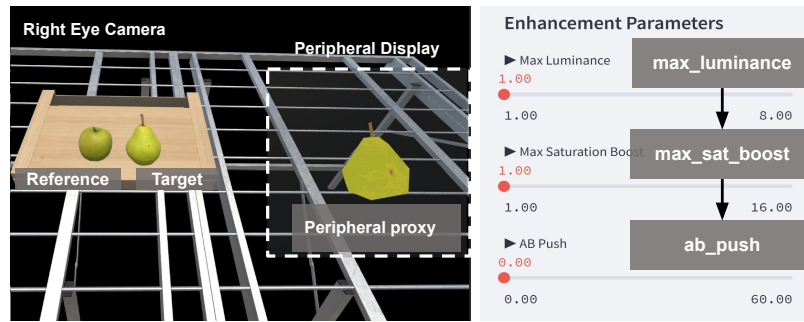 Right Eye Camera
Peripheral Display
Reference
Target
Peripheral proxy
Enhancement Parameters
▶ Max Luminance
max_luminance
1.00
1.00
8.00
▶ Max Saturation Boost
max_sat_boost
1.00
1.00
16.00
▶ AB Push
ab_push
0.00
0.00
60.00